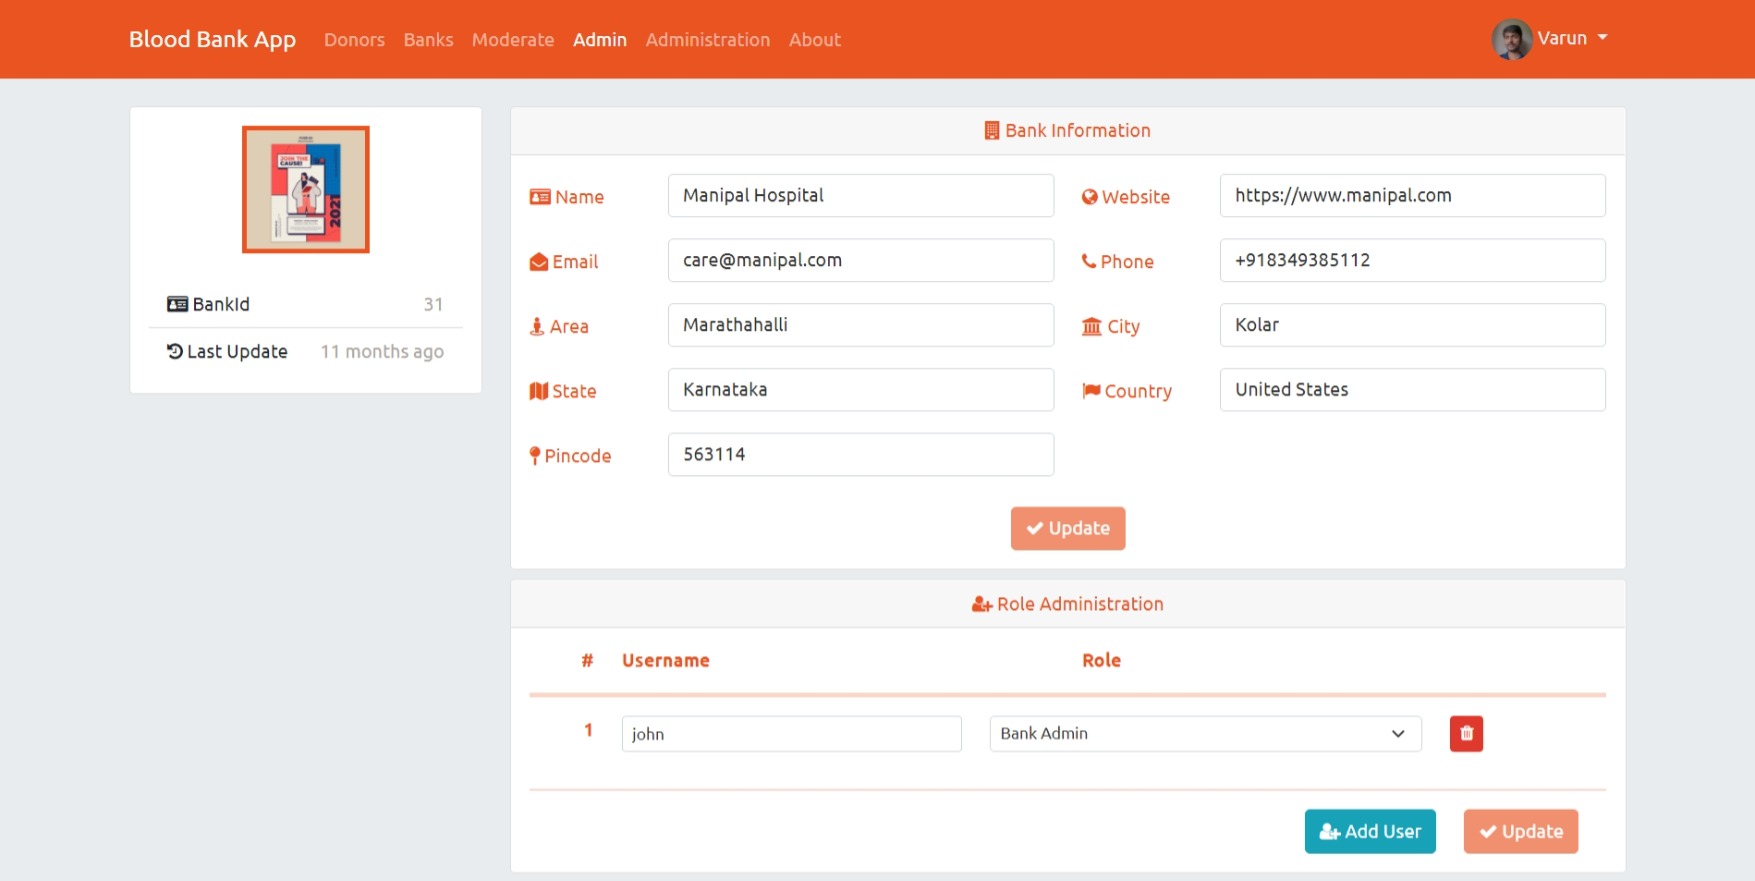 Blood Bank App Donors Banks Moderate Admin Administration About Varun
JOIN THE
CAUSE!
2021
BankId 31
Last Update 11 months ago
Bank Information
Name Manipal Hospital Website https://www.manipal.com
Email care@manipal.com Phone +918349385112
Area Marathahalli City Kolar
State Karnataka Country United States
Pincode 563114
Update
Role Administration
# Username Role
1 john Bank Admin
Add User Update